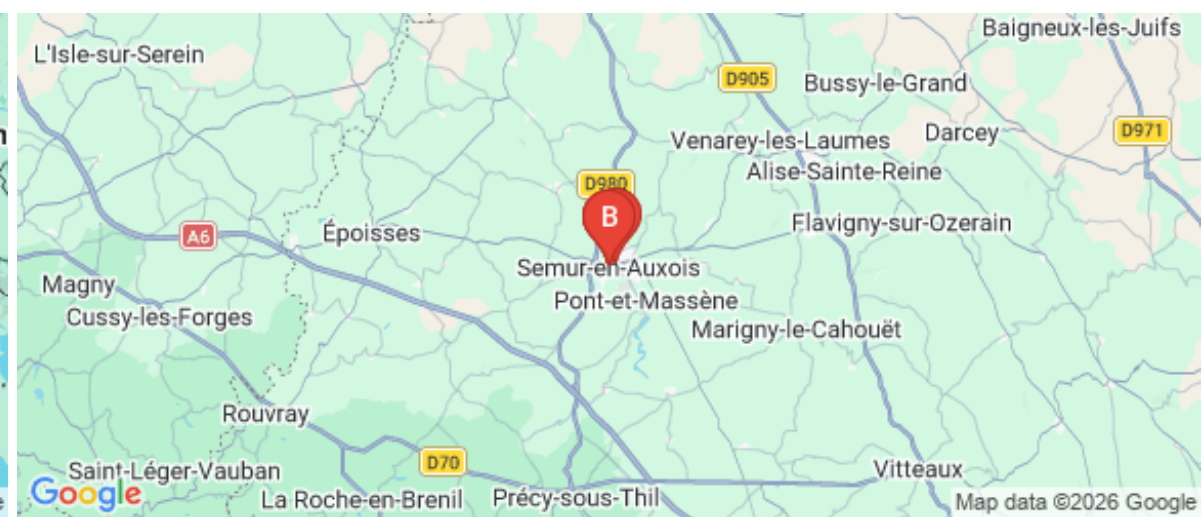 Baigneux-les-Juifs
L'Isle-sur-Serein
D905
Bussy-le-Grand
Venarey-les-Laumes
Darcey
D971
Alise-Sainte-Reine
D980
B
Flavigny-sur-Ozerain
A6
Époisses
Semur-en-Auxois
Magny
Pont-et-Massène
Cussy-les-Forges
Marigny-le-Cahouët
Rouvray
D70
Saint-Léger-Vauban
Vitteaux
Google
La Roche-en-Brenil
Précy-sous-Thil
Map data ©2026 Google